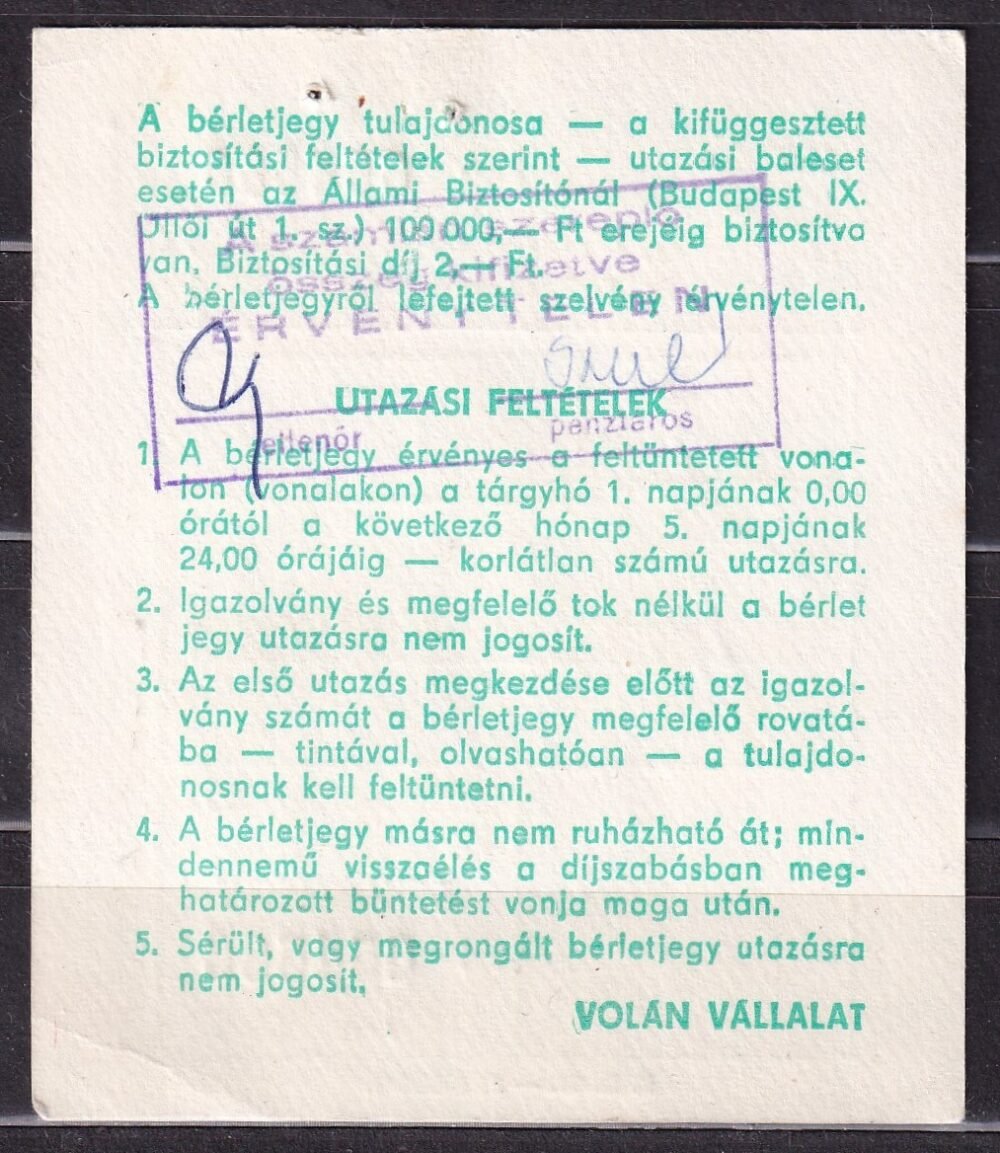 A bérletjegy tulajdonosa — a kifüggesztett
biztosítási feltételek szerint — utazási baleset
esetén az Állami Biztosítónál (Budapest IX.
Üllői út 1. sz.) 100 000,— Ft erejéig biztosítva
van. Biztosítási díj 2,— Ft.
A bérletjegyről lefejtett szelvény érvénytelen.
A számlán szereplő
összeg kifizetve
ÉRVÉNYTELEN
ellenőr
pénztáros
UTAZÁSI FELTÉTELEK
1. A bérletjegy érvényes a feltüntetett vona-
lon (vonalakon) a tárgyhó 1. napjának 0,00
órától a következő hónap 5. napjának
24,00 órájáig — korlátlan számú utazásra.
2. Igazolvány és megfelelő tok nélkül a bérlet
jegy utazásra nem jogosít.
3. Az első utazás megkezdése előtt az igazol-
vány számát a bérletjegy megfelelő rovatá-
ba — tintával, olvashatóan — a tulajdo-
nosnak kell feltüntetni.
4. A bérletjegy másra nem ruházható át; min-
dennemű visszaélés a díjszabásban meg-
határozott büntetést vonja maga után.
5. Sérült, vagy megrongált bérletjegy utazásra
nem jogosít.
VOLÁN VÁLLALAT